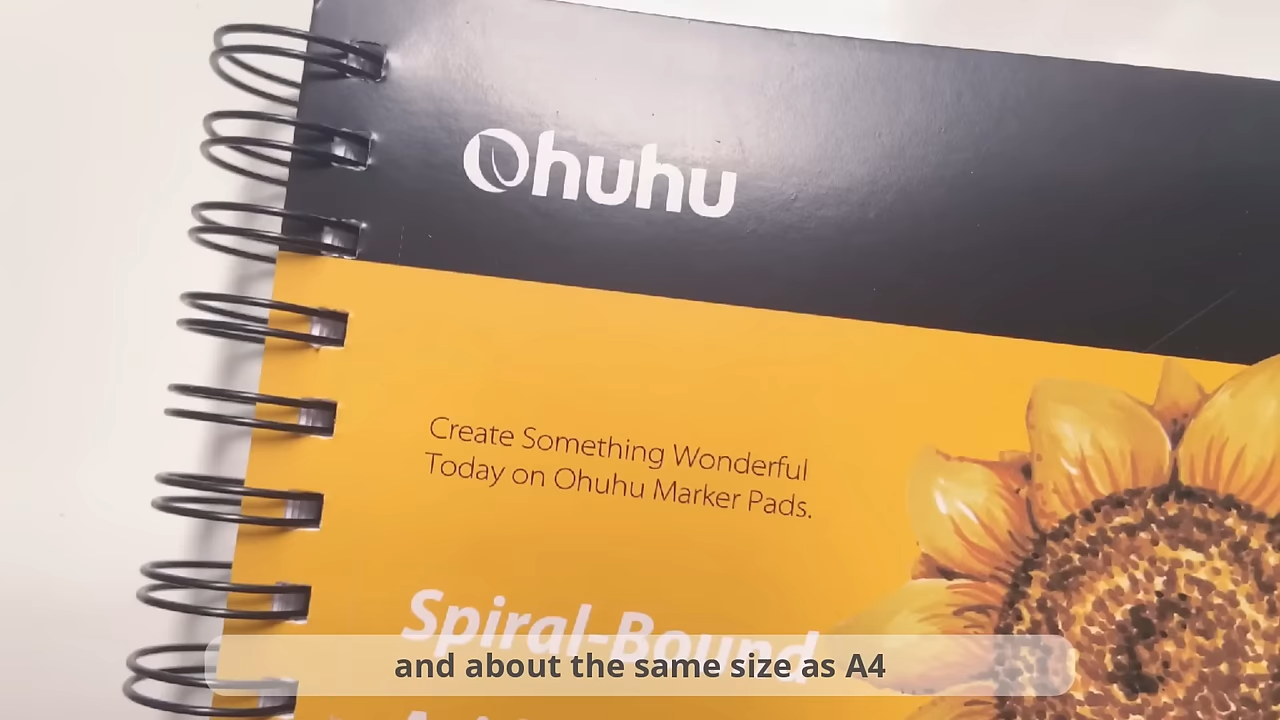 Ohuhu
Create Something Wonderful
Today on Ohuhu Marker Pads.
Spiral-Bound
and about the same size as A4